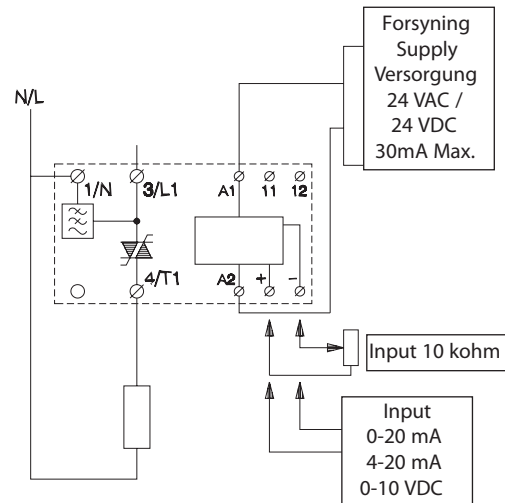 Forsyning
Supply
Versorgung
24 VAC /
24 VDC
30mA Max.
N/L
1/N
3/L1
A1
11
12
4/T1
A2
+
-
Input 10 kohm
Input
0-20 mA
4-20 mA
0-10 VDC